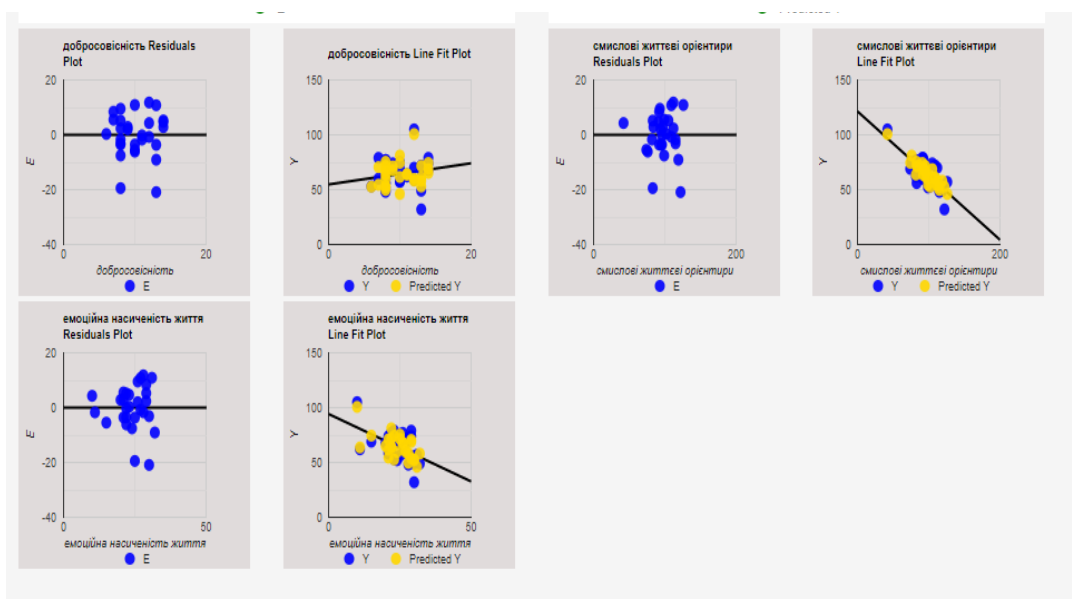 добросовісність Residuals
Plot
20
0
-20
-40
E
0
20
добросовісність
E
добросовісність Line Fit Plot
150
100
50
0
Y
0
20
добросовісність
Y Predicted Y
смислові життєві орієнтири
Residuals Plot
20
0
-20
-40
E
0
200
смислові життєві орієнтири
E
смислові життєві орієнтири
Line Fit Plot
150
100
50
0
Y
0
200
смислові життєві орієнтири
Y Predicted Y
емоційна насиченість життя
Residuals Plot
20
0
-20
-40
E
0
50
емоційна насиченість життя
E
емоційна насиченість життя
Line Fit Plot
150
100
50
0
Y
0
50
емоційна насиченість життя
Y Predicted Y